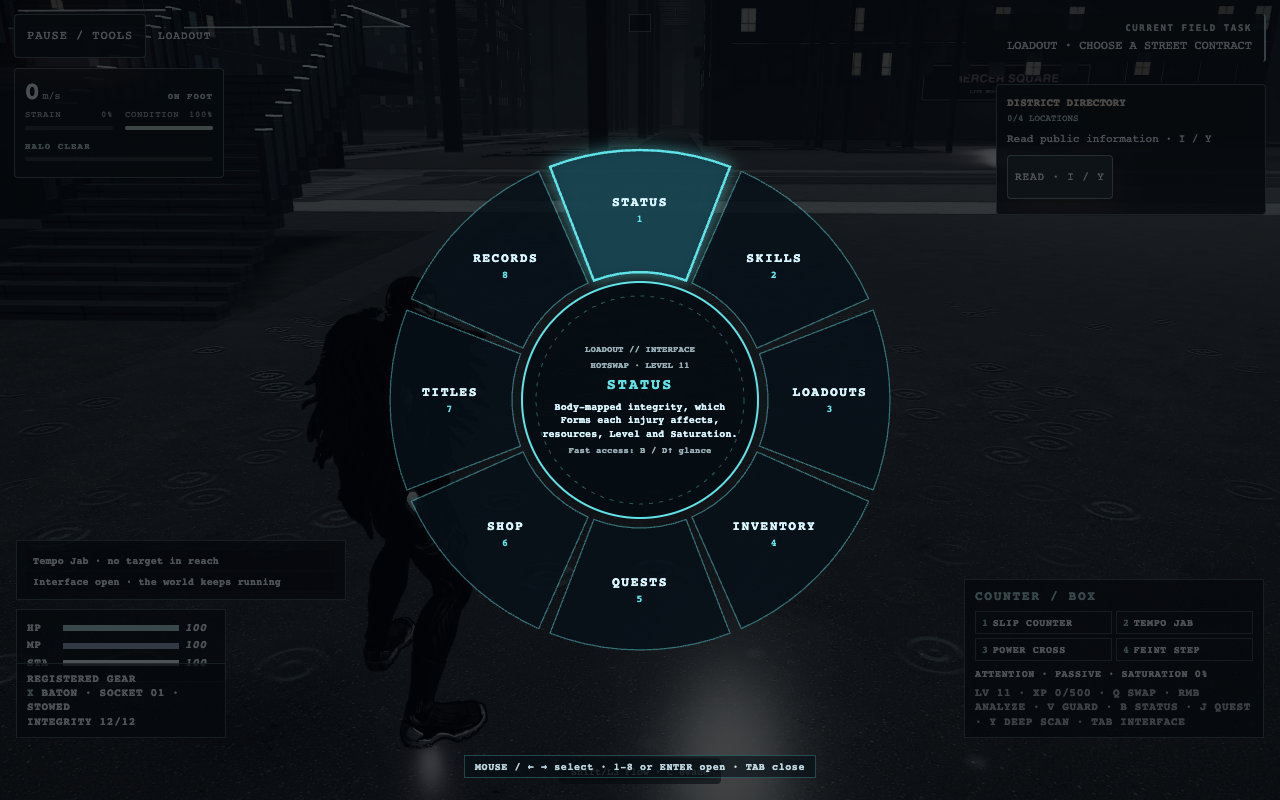 PAUSE / TOOLS
LOADOUT
CURRENT FIELD TASK
LOADOUT · CHOOSE A STREET CONTRACT
0 m/s
ON FOOT
STRAIN 0%
CONDITION 100%
HALO CLEAR
MERCER SQUARE
DISTRICT DIRECTORY
0/4 LOCATIONS
Read public information · I / Y
READ · I / Y
STATUS
1
RECORDS
8
SKILLS
2
TITLES
7
LOADOUTS
3
SHOP
6
INVENTORY
4
QUESTS
5
LOADOUT // INTERFACE
HOTSWAP · LEVEL 11
STATUS
Body-mapped integrity, which
Forms each injury affects,
resources, Level and Saturation.
Fast access: B / D↑ glance
Tempo Jab · no target in reach
Interface open · the world keeps running
HP 100
MP 100
STA 100
REGISTERED GEAR
X BATON · SOCKET 01 ·
STOWED
INTEGRITY 12/12
COUNTER / BOX
1 SLIP COUNTER
2 TEMPO JAB
3 POWER CROSS
4 FEINT STEP
ATTENTION · PASSIVE · SATURATION 0%
LV 11 · XP 0/500 · Q SWAP · RMB
ANALYZE · V GUARD · B STATUS · J QUEST
· Y DEEP SCAN · TAB INTERFACE
MOUSE / ← → select · 1-8 or ENTER open · TAB close